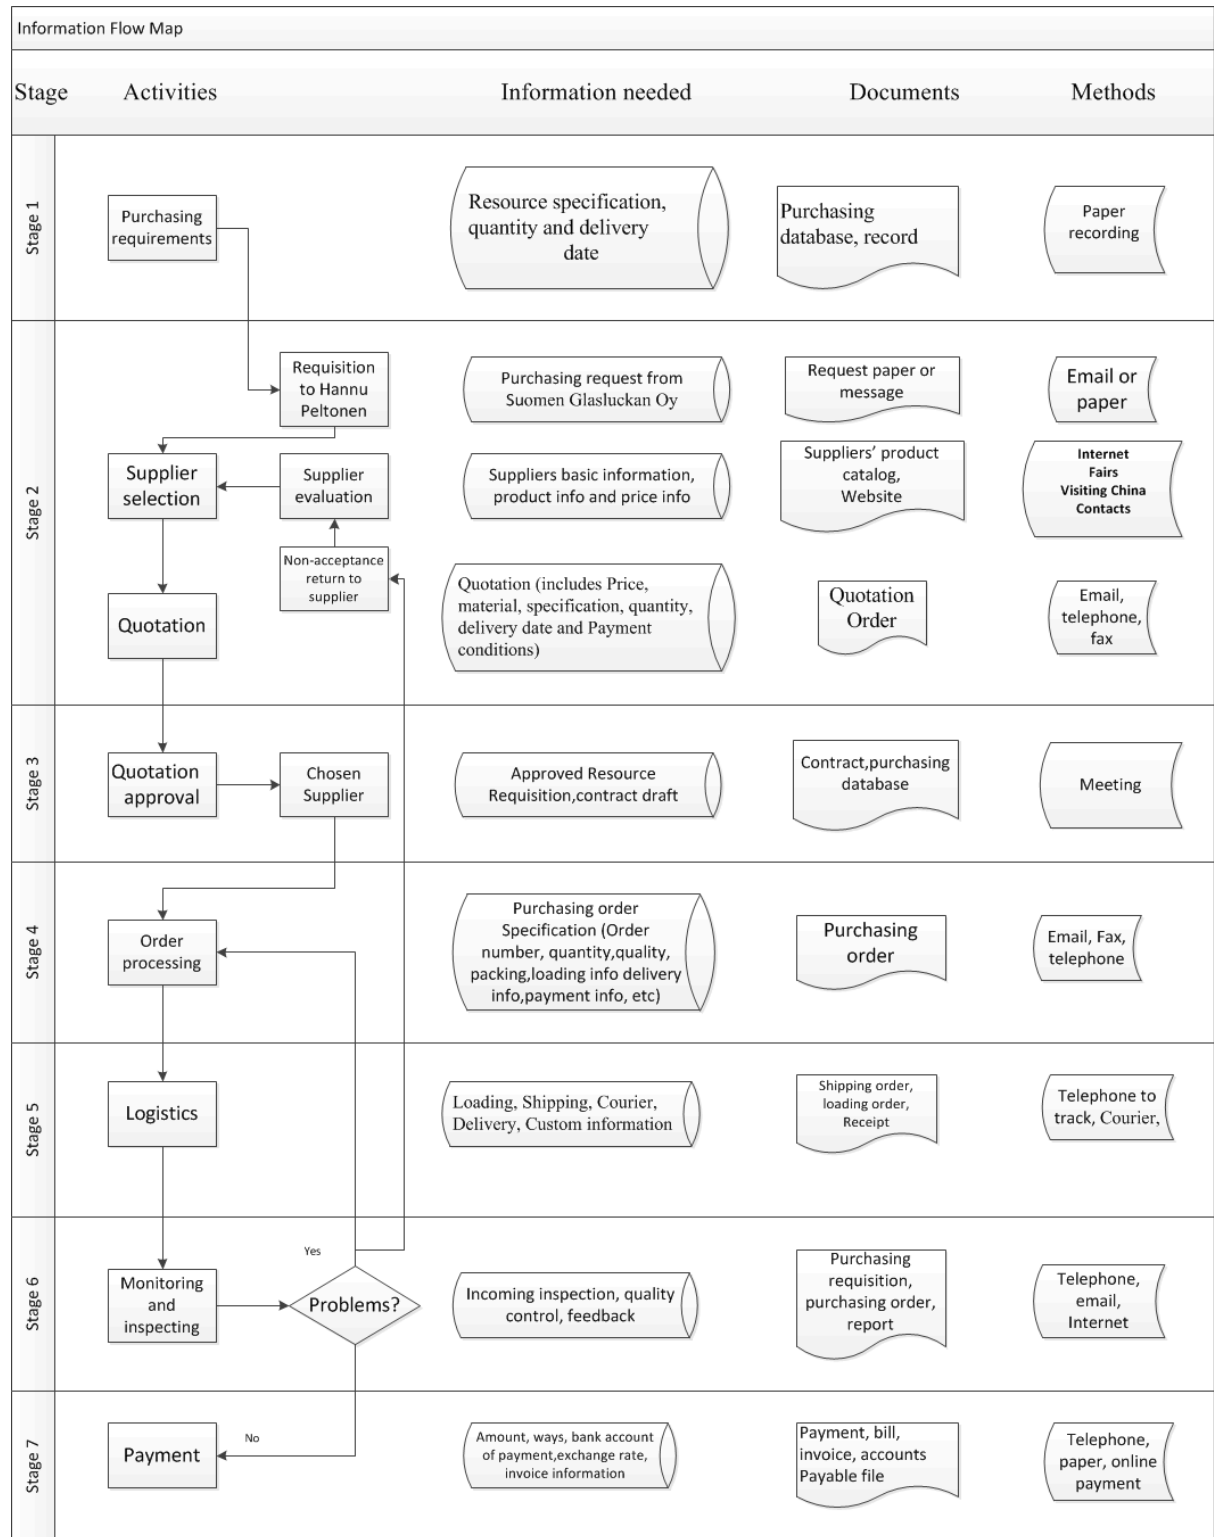 Information Flow Map
Stage
Activities
Information needed
Documents
Methods
Stage 1
Purchasing
requirements
Resource specification,
quantity and delivery
date
Purchasing
database, record
Paper
recording
Stage 2
Requisition
to Hannu
Peltonen
Purchasing request from
Suomen Glasluckan Oy
Request paper or
message
Email or
paper
Supplier
selection
Supplier
evaluation
Suppliers basic information,
product info and price info
Suppliers’ product
catalog,
Website
Internet
Fairs
Visiting China
Contacts
Non-acceptance
return to
supplier
Quotation
Quotation (includes Price,
material, specification, quantity,
delivery date and Payment
conditions)
Quotation
Order
Email,
telephone,
fax
Stage 3
Quotation
approval
Chosen
Supplier
Approved Resource
Requisition,contract draft
Contract,purchasing
database
Meeting
Stage 4
Order
processing
Purchasing order
Specification (Order
number, quantity,quality,
packing,loading info delivery
info,payment info, etc)
Purchasing
order
Email, Fax,
telephone
Stage 5
Logistics
Loading, Shipping, Courier,
Delivery, Custom information
Shipping order,
loading order,
Receipt
Telephone to
track, Courier,
Stage 6
Monitoring
and
inspecting
Yes
Problems?
Incoming inspection, quality
control, feedback
Purchasing
requisition,
purchasing order,
report
Telephone,
email,
Internet
Stage 7
Payment
No
Amount, ways, bank account
of payment,exchange rate,
invoice information
Payment, bill,
invoice, accounts
Payable file
Telephone,
paper, online
payment